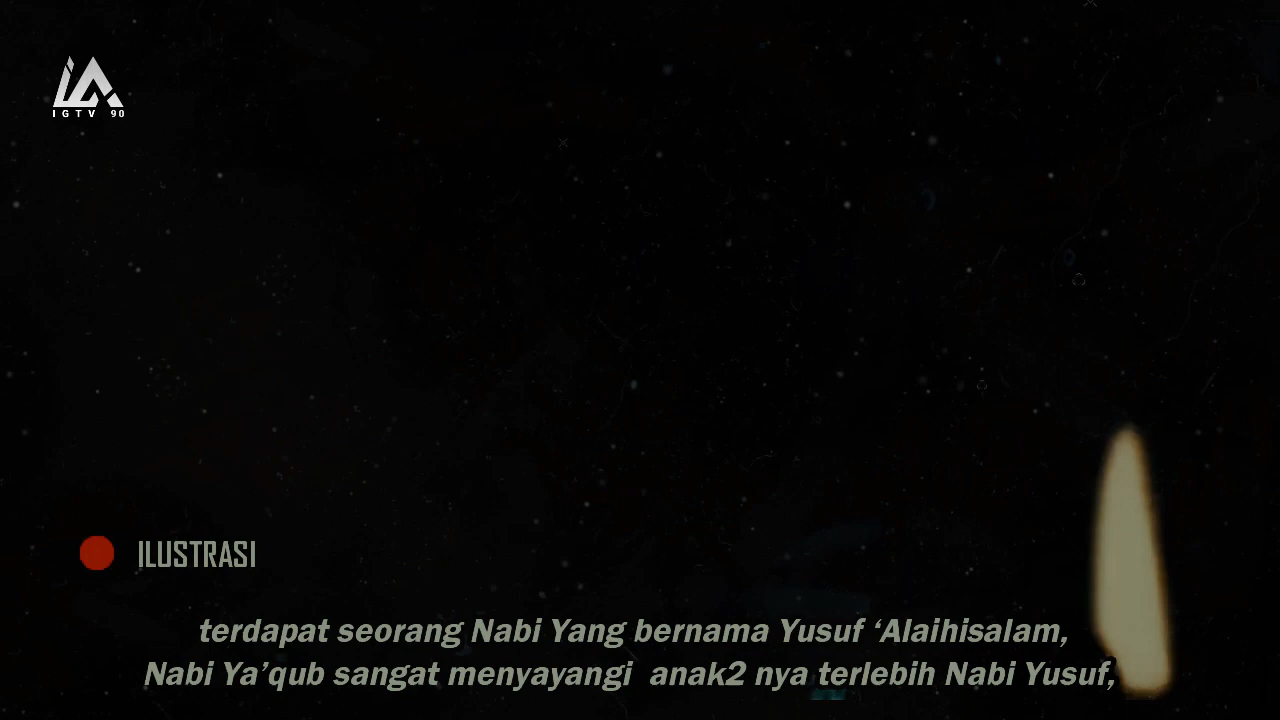 IGTV 90
ILUSTRASI
terdapat seorang Nabi Yang bernama Yusuf ‘Alaihisalam,
Nabi Ya’qub sangat menyayangi  anak2 nya terlebih Nabi Yusuf,